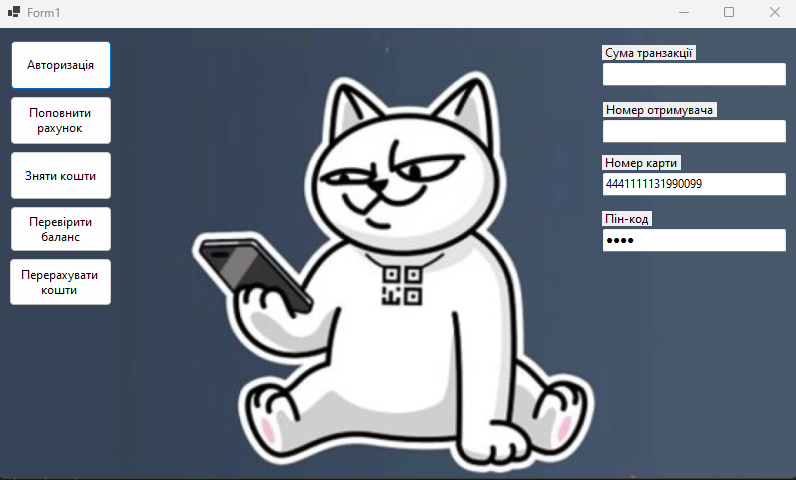 Form1
Авторизація
Поповнити
рахунок
Зняти кошти
Перевірити
баланс
Перерахувати
кошти
Сума транзакції
Номер отримувача
Номер карти
4441111131990099
Пін-код
●●●●